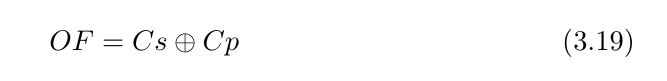 OF = Cs ⊕ Cp (3.19)